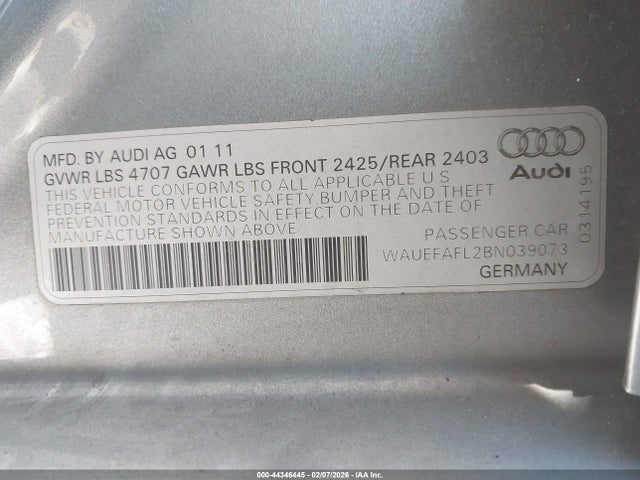 MFD. BY AUDI AG 01 11
GVWR LBS 4707 GAWR LBS FRONT 2425/REAR 2403
THIS VEHICLE CONFORMS TO ALL APPLICABLE U S
FEDERAL MOTOR VEHICLE SAFETY BUMPER AND THEFT
PREVENTION STANDARDS IN EFFECT ON THE DATE OF
MANUFACTURE SHOWN ABOVE
Audi
0314195
PASSENGER CAR
WAUEFAFL2BN039073
GERMANY
000-44346445 - 02/07/2026 - IAA Inc.